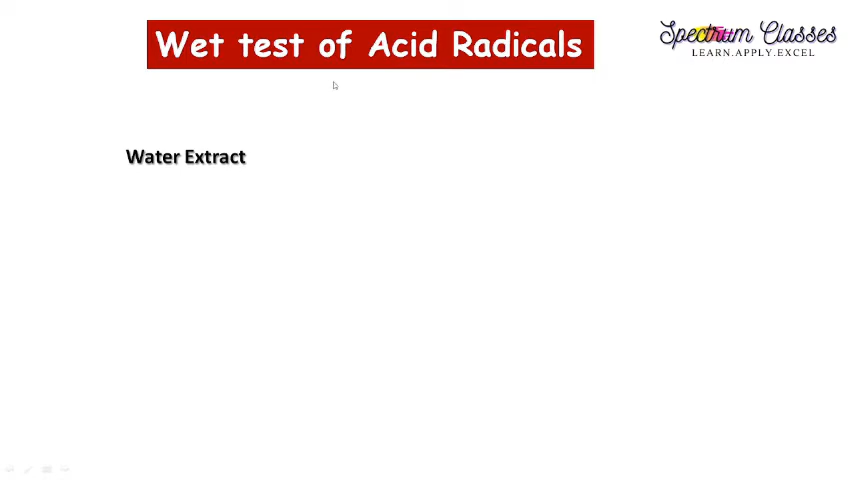 Wet test of Acid Radicals
Spectrum Classes
LEARN.APPLY.EXCEL
Water Extract